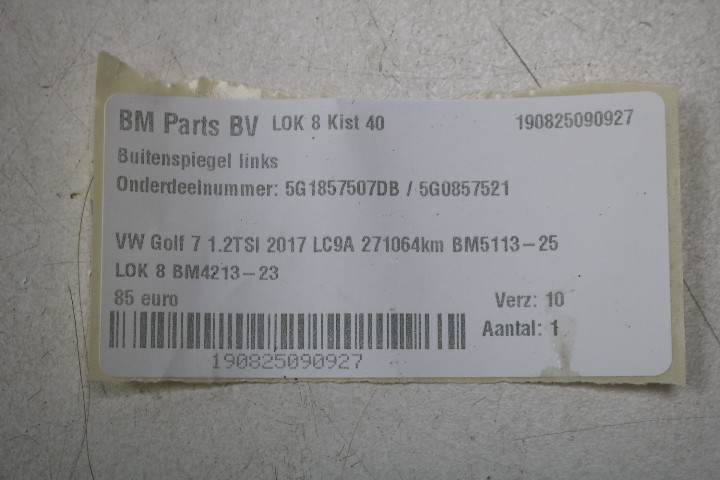 BM Parts BV LOK 8 Kist 40 190825090927
Buitenspiegel links
Onderdeelnummer: 5G1857507DB / 5G0857521
VW Golf 7 1.2TSI 2017 LC9A 271064km BM5113-25
LOK 8 BM4213-23
85 euro Verz: 10
Aantal: 1
190825090927